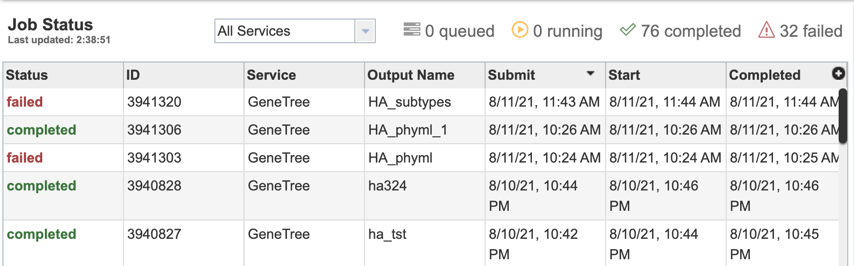 Job Status
Last updated: 2:38:51
All Services
0 queued
0 running
76 completed
32 failed
Status ID Service Output Name Submit Start Completed
failed 3941320 GeneTree HA_subtypes 8/11/21, 11:43 AM 8/11/21, 11:44 AM 8/11/21, 11:44 AM
completed 3941306 GeneTree HA_phyml_1 8/11/21, 10:26 AM 8/11/21, 10:26 AM 8/11/21, 10:26 AM
failed 3941303 GeneTree HA_phyml 8/11/21, 10:24 AM 8/11/21, 10:24 AM 8/11/21, 10:25 AM
completed 3940828 GeneTree ha324 8/10/21, 10:44 8/10/21, 10:46 8/10/21, 10:46
PM PM PM
completed 3940827 GeneTree ha_tst 8/10/21, 10:42 8/10/21, 10:44 8/10/21, 10:45
PM PM PM